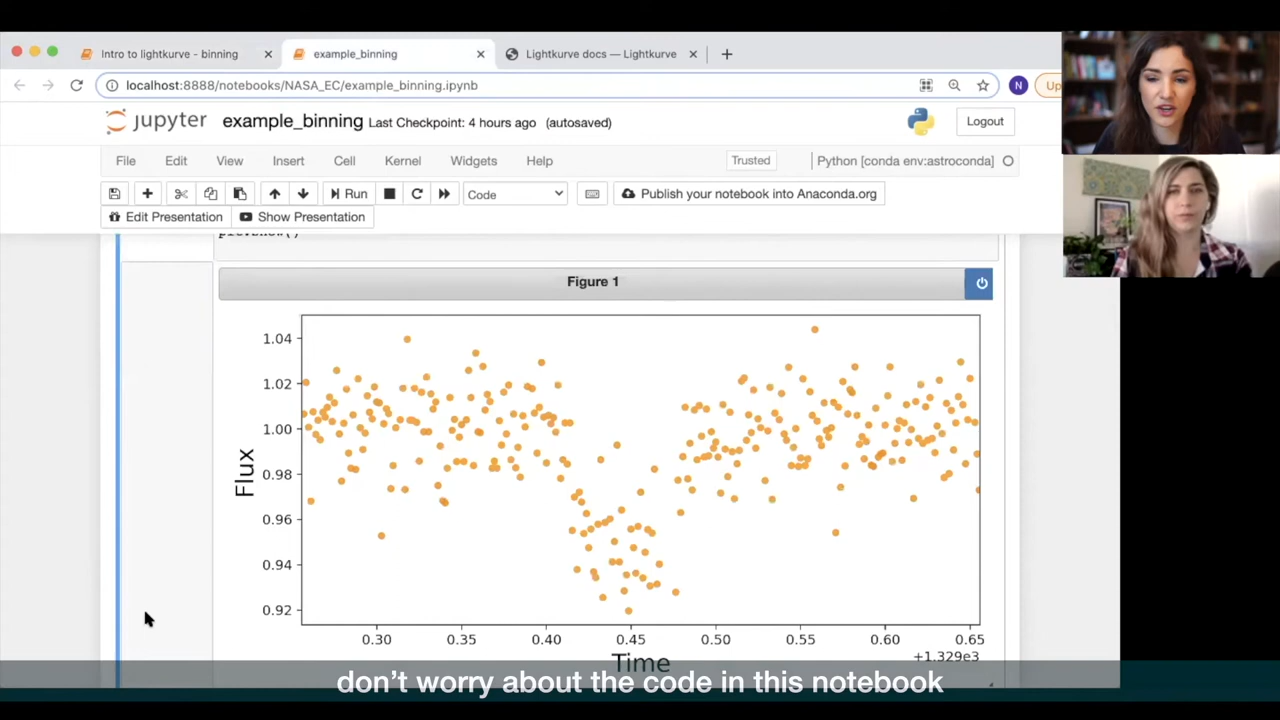 Intro to lightkurve - binning
example_binning
Lightkurve docs — Lightkurve
localhost:8888/notebooks/NASA_EC/example_binning.ipynb
N
Up
jupyter example_binning Last Checkpoint: 4 hours ago (autosaved)
Logout
File Edit View Insert Cell Kernel Widgets Help
Trusted
Python [conda env:astroconda]
Run
Code
Publish your notebook into Anaconda.org
Edit Presentation Show Presentation
Figure 1
1.04
1.02
1.00
0.98
0.96
0.94
0.92
Flux
0.30 0.35 0.40 0.45 0.50 0.55 0.60 0.65
+1.329e3
Time
don't worry about the code in this notebook